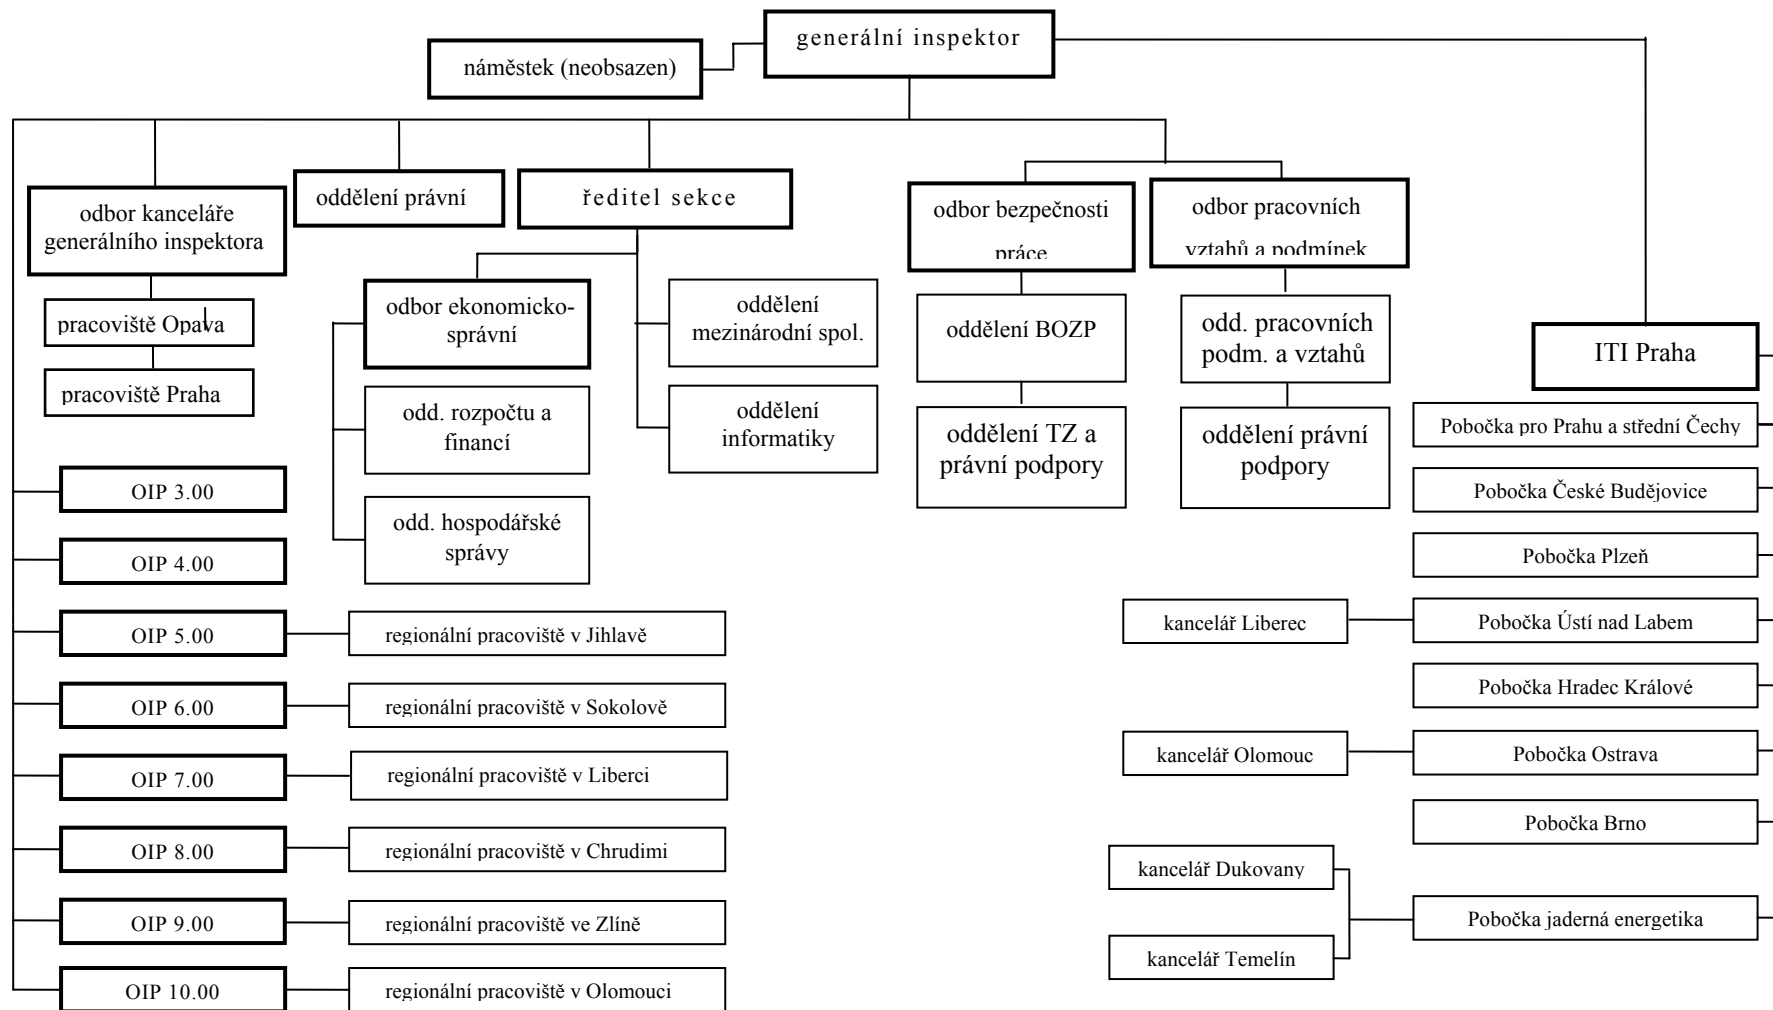 generální inspektor
náměstek (neobsazen)
odbor kanceláře
generálního inspektora
oddělení právní
ředitel sekce
odbor bezpečnosti
práce
odbor pracovních
vztahů a podmínek
pracoviště Opava
pracoviště Praha
odbor ekonomicko-
správní
odd. rozpočtu a
financí
odd. hospodářské
správy
oddělení
mezinárodní spol.
oddělení
informatiky
oddělení BOZP
oddělení TZ a
právní podpory
odd. pracovních
podm. a vztahů
oddělení právní
podpory
ITI Praha
Pobočka pro Prahu a střední Čechy
Pobočka České Budějovice
Pobočka Plzeň
kancelář Liberec
Pobočka Ústí nad Labem
Pobočka Hradec Králové
kancelář Olomouc
Pobočka Ostrava
Pobočka Brno
kancelář Dukovany
Pobočka jaderná energetika
kancelář Temelín
OIP 3.00
OIP 4.00
OIP 5.00
regionální pracoviště v Jihlavě
OIP 6.00
regionální pracoviště v Sokolově
OIP 7.00
regionální pracoviště v Liberci
OIP 8.00
regionální pracoviště v Chrudimi
OIP 9.00
regionální pracoviště ve Zlíně
OIP 10.00
regionální pracoviště v Olomouci